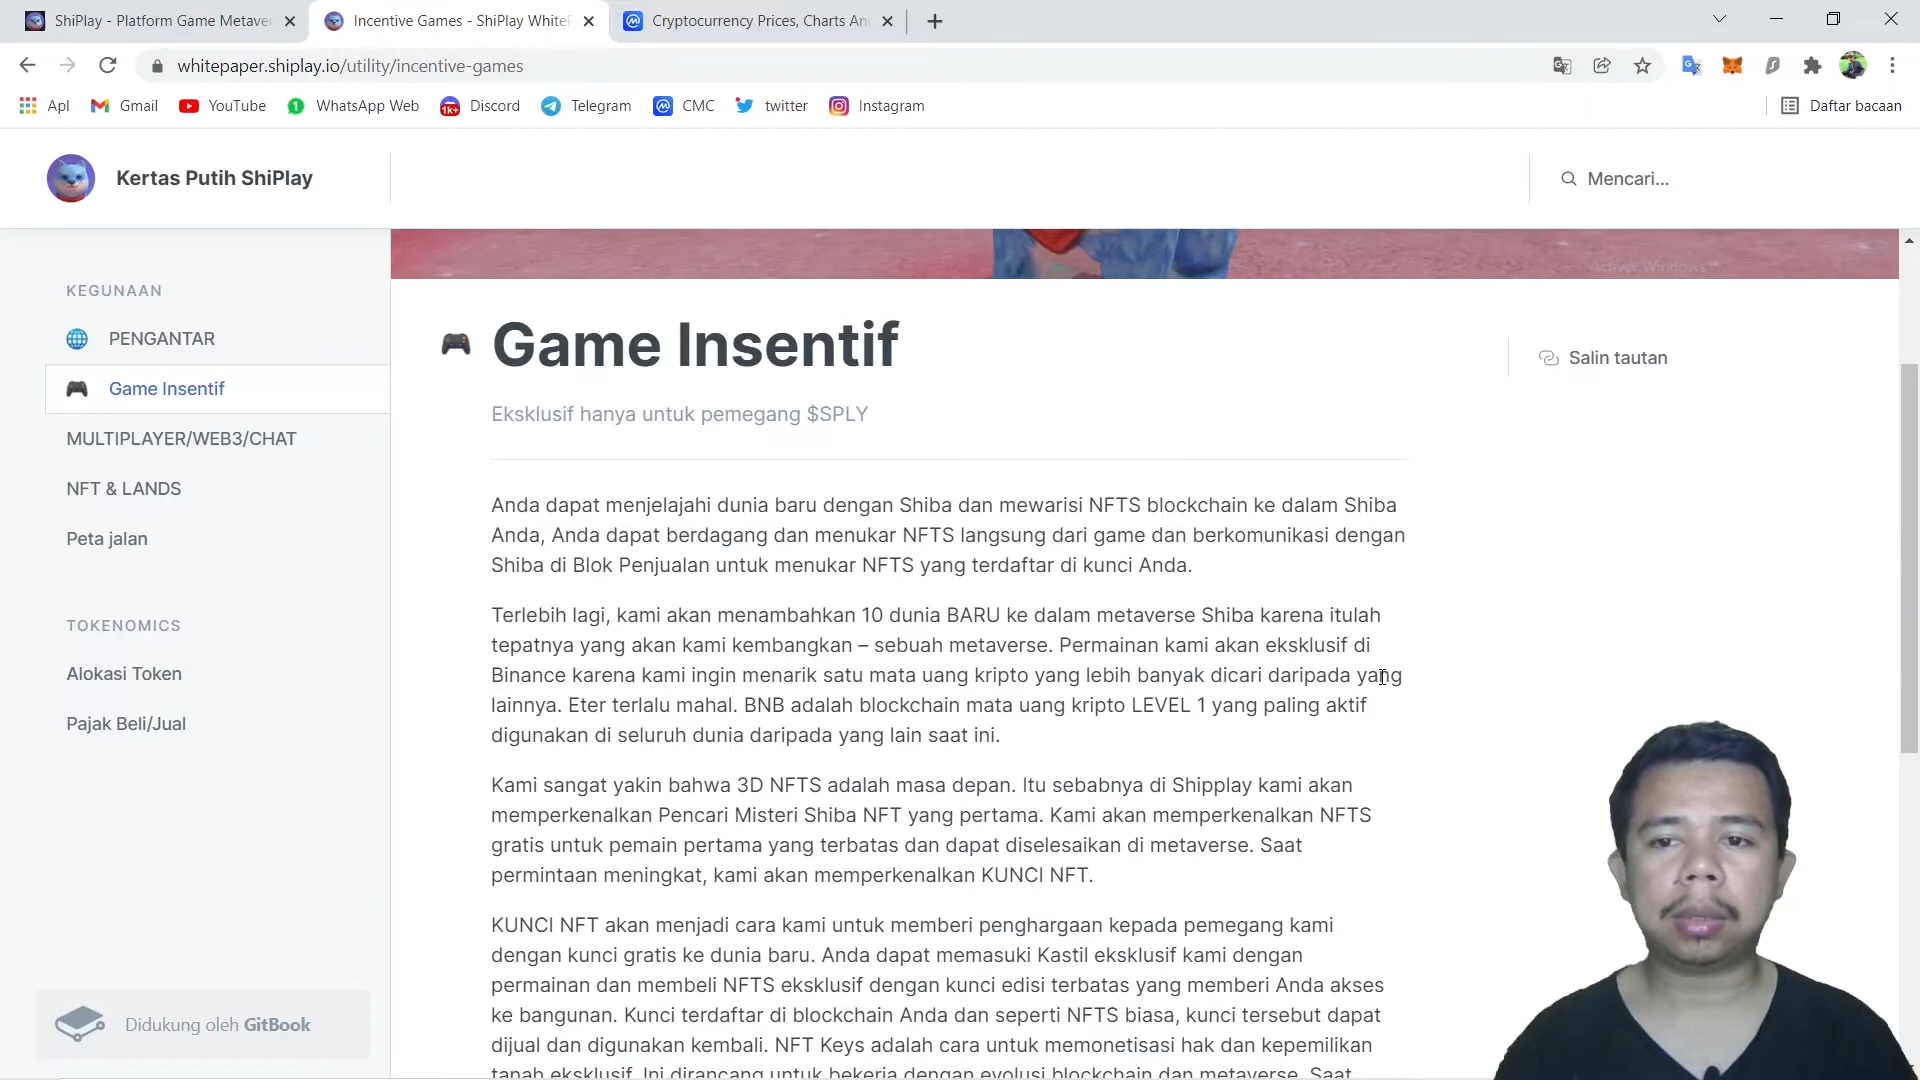 ShiPlay - Platform Game Metaver
Incentive Games - ShiPlay WhiteP
Cryptocurrency Prices, Charts An
whitepaper.shiplay.io/utility/incentive-games
Apl
Gmail
YouTube
WhatsApp Web
Discord
Telegram
CMC
twitter
Instagram
Daftar bacaan
Kertas Putih ShiPlay
Mencari...
KEGUNAAN
PENGANTAR
Game Insentif
MULTIPLAYER/WEB3/CHAT
NFT & LANDS
Peta jalan
TOKENOMICS
Alokasi Token
Pajak Beli/Jual
Didukung oleh GitBook
Activer Windows
Game Insentif
Salin tautan
Eksklusif hanya untuk pemegang $SPLY
Anda dapat menjelajahi dunia baru dengan Shiba dan mewarisi NFTS blockchain ke dalam Shiba
Anda, Anda dapat berdagang dan menukar NFTS langsung dari game dan berkomunikasi dengan
Shiba di Blok Penjualan untuk menukar NFTS yang terdaftar di kunci Anda.
Terlebih lagi, kami akan menambahkan 10 dunia BARU ke dalam metaverse Shiba karena itulah
tepatnya yang akan kami kembangkan – sebuah metaverse. Permainan kami akan eksklusif di
Binance karena kami ingin menarik satu mata uang kripto yang lebih banyak dicari daripada yang
lainnya. Eter terlalu mahal. BNB adalah blockchain mata uang kripto LEVEL 1 yang paling aktif
digunakan di seluruh dunia daripada yang lain saat ini.
Kami sangat yakin bahwa 3D NFTS adalah masa depan. Itu sebabnya di Shipplay kami akan
memperkenalkan Pencari Misteri Shiba NFT yang pertama. Kami akan memperkenalkan NFTS
gratis untuk pemain pertama yang terbatas dan dapat diselesaikan di metaverse. Saat
permintaan meningkat, kami akan memperkenalkan KUNCI NFT.
KUNCI NFT akan menjadi cara kami untuk memberi penghargaan kepada pemegang kami
dengan kunci gratis ke dunia baru. Anda dapat memasuki Kastil eksklusif kami dengan
permainan dan membeli NFTS eksklusif dengan kunci edisi terbatas yang memberi Anda akses
ke bangunan. Kunci terdaftar di blockchain Anda dan seperti NFTS biasa, kunci tersebut dapat
dijual dan digunakan kembali. NFT Keys adalah cara untuk memonetisasi hak dan kepemilikan
tanah eksklusif. Ini dirancang untuk bekerja dengan evolusi blockchain dan metaverse. Saat